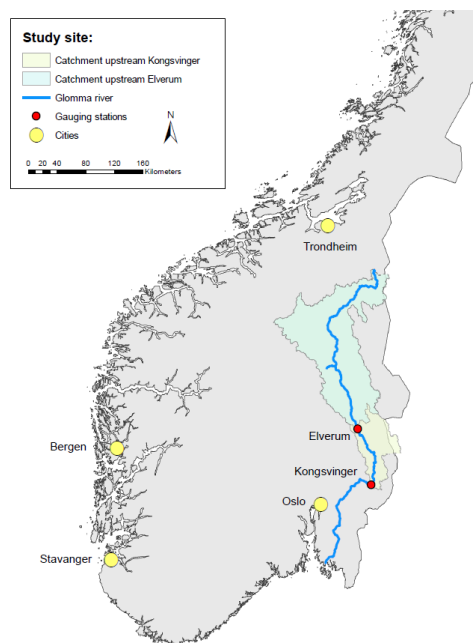 Study site:
Catchment upstream Kongsvinger
Catchment upstream Elverum
Glomma river
Gauging stations
Cities
N
0 20 40 80 120 160
Kilometers
Trondheim
Elverum
Bergen
Kongsvinger
Oslo
Stavanger